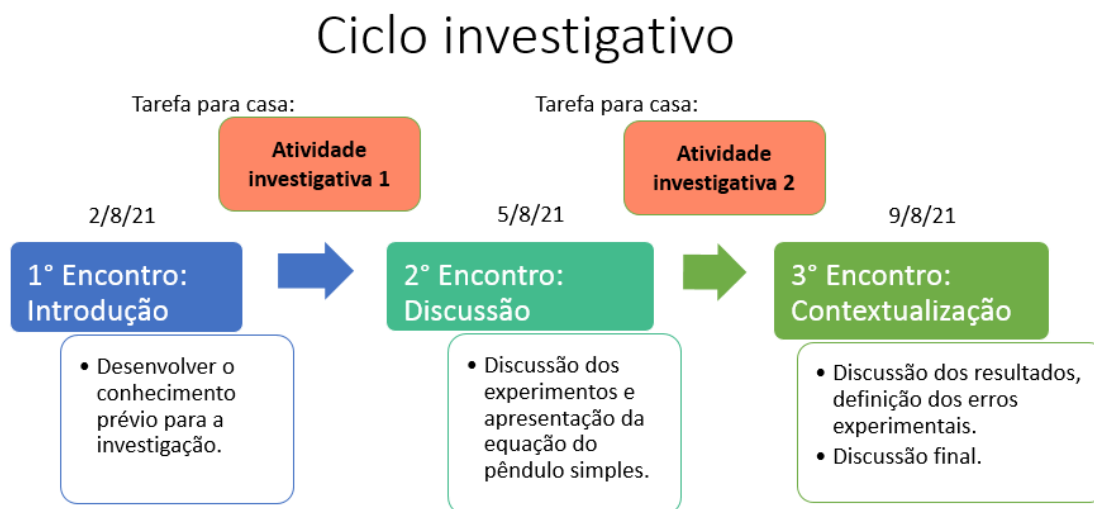 Ciclo investigativo
Tarefa para casa:
Atividade
investigativa 1
Tarefa para casa:
Atividade
investigativa 2
2/8/21
1° Encontro:
Introdução
• Desenvolver o
conhecimento
prévio para a
investigação.
5/8/21
2° Encontro:
Discussão
• Discussão dos
experimentos e
apresentação da
equação do
pêndulo simples.
9/8/21
3° Encontro:
Contextualização
• Discussão dos resultados,
definição dos erros
experimentais.
• Discussão final.